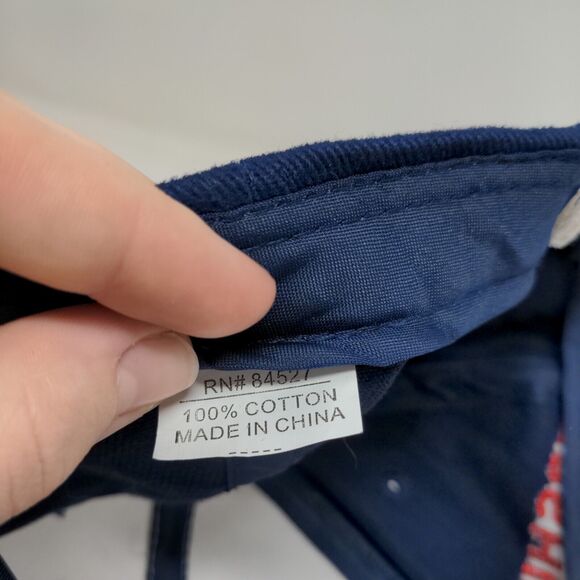 RN# 84527
100% COTTON
MADE IN CHINA